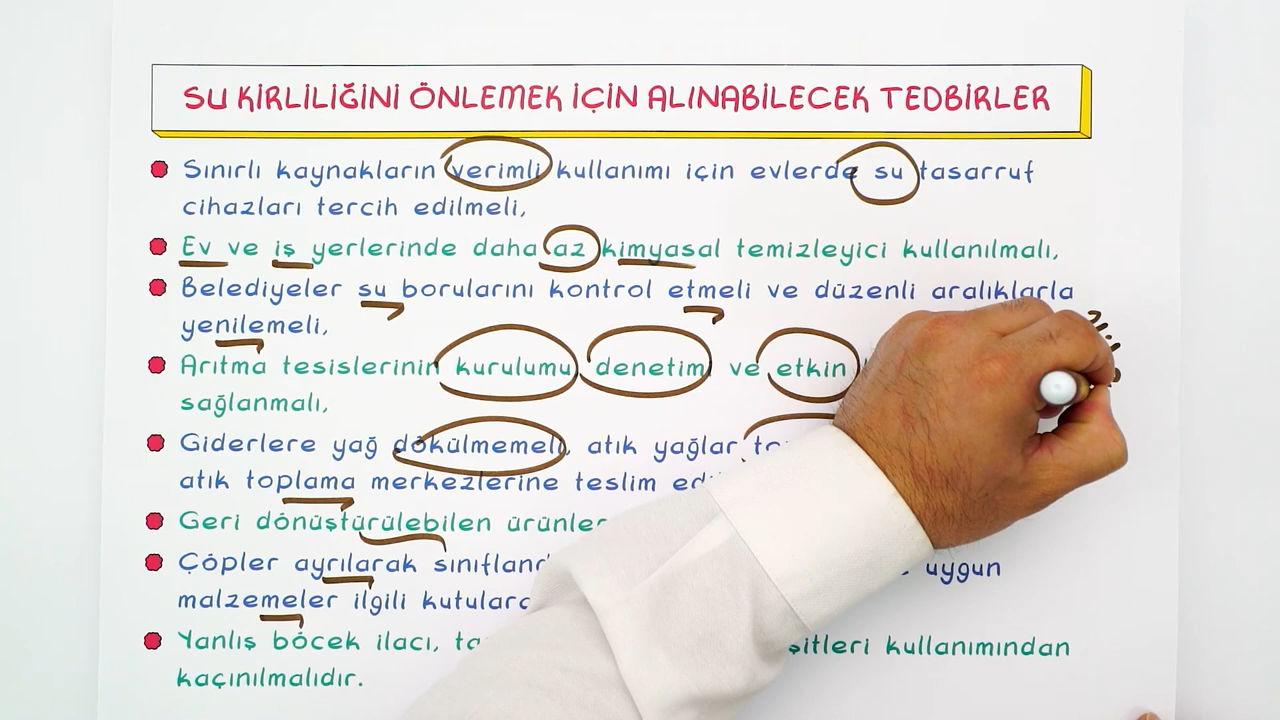 SU KİRLİLİĞİNİ ÖNLEMEK İÇİN ALINABİLECEK TEDBİRLER
Sınırlı kaynakların verimli kullanımı için evlerde su tasarruf
cihazları tercih edilmeli,
Ev ve iş yerlerinde daha az kimyasal temizleyici kullanılmalı,
Belediyeler su borularını kontrol etmeli ve düzenli aralıklarla
yenilemeli,
Arıtma tesislerinin kurulumu, denetimi ve etkin
sağlanmalı,
Giderlere yağ dökülmemeli, atık yağlar
atık toplama merkezlerine teslim
Geri dönüştürülebilen ürünler
Çöpler ayrılarak uygun
malzemeler ilgili
Yanlış böcek ilacı, kullanımından
kaçınılmalıdır.